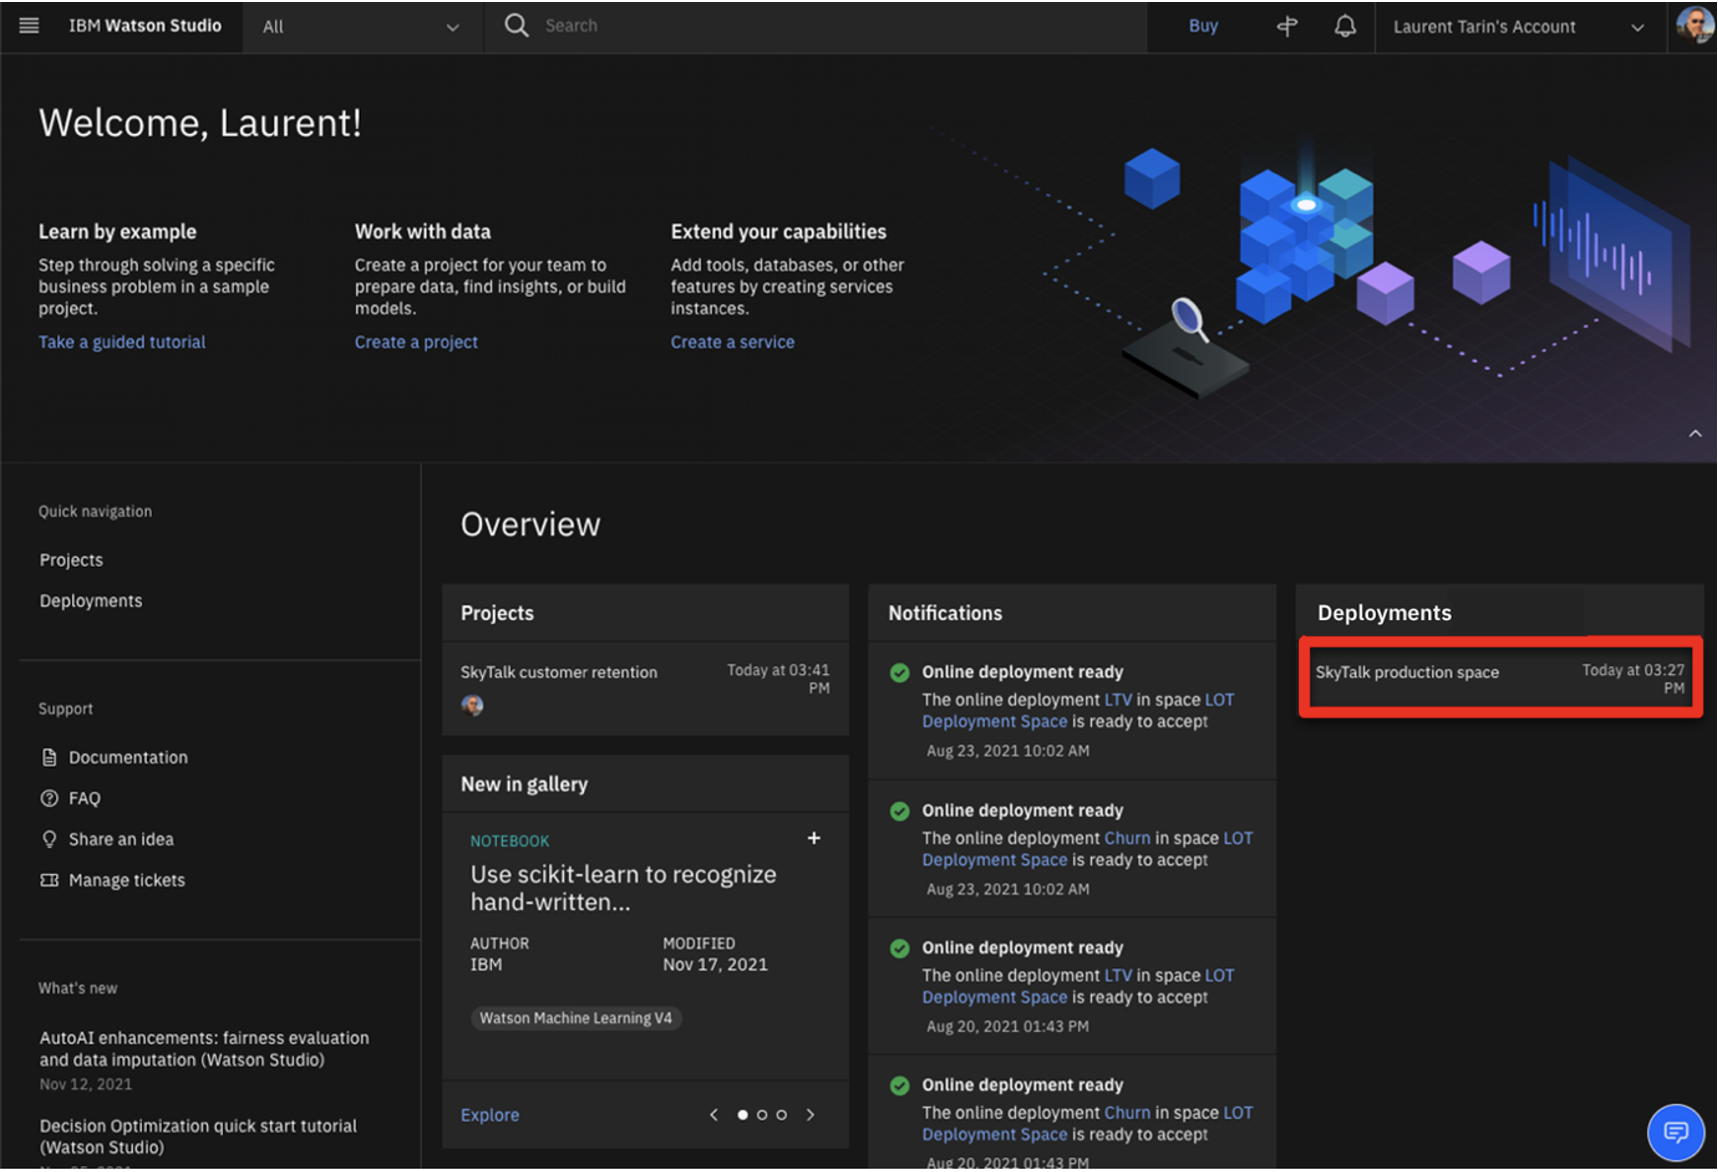 IBM Watson Studio
All
Search
Buy
Laurent Tarin's Account
Welcome, Laurent!
Learn by example
Step through solving a specific
business problem in a sample
project.
Take a guided tutorial
Work with data
Create a project for your team to
prepare data, find insights, or build
models.
Create a project
Extend your capabilities
Add tools, databases, or other
features by creating services
instances.
Create a service
Quick navigation
Projects
Deployments
Support
Documentation
FAQ
Share an idea
Manage tickets
What's new
AutoAI enhancements: fairness evaluation
and data imputation (Watson Studio)
Nov 12, 2021
Decision Optimization quick start tutorial
(Watson Studio)
Overview
Projects
SkyTalk customer retention
Today at 03:41
PM
New in gallery
NOTEBOOK
Use scikit-learn to recognize
hand-written...
AUTHOR
IBM
MODIFIED
Nov 17, 2021
Watson Machine Learning V4
Explore
Notifications
Online deployment ready
The online deployment LTV in space LOT
Deployment Space is ready to accept
Aug 23, 2021 10:02 AM
Online deployment ready
The online deployment Churn in space LOT
Deployment Space is ready to accept
Aug 23, 2021 10:02 AM
Online deployment ready
The online deployment LTV in space LOT
Deployment Space is ready to accept
Aug 20, 2021 01:43 PM
Online deployment ready
The online deployment Churn in space LOT
Deployment Space is ready to accept
Aug 20, 2021 01:43 PM
Deployments
SkyTalk production space
Today at 03:27
PM